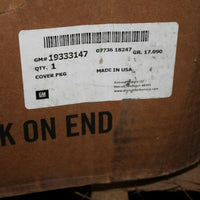 GM# 19333147
07736 18247
GR. 17.090
QTY. 1
COVER PKG
MADE IN USA
GM
K ON END